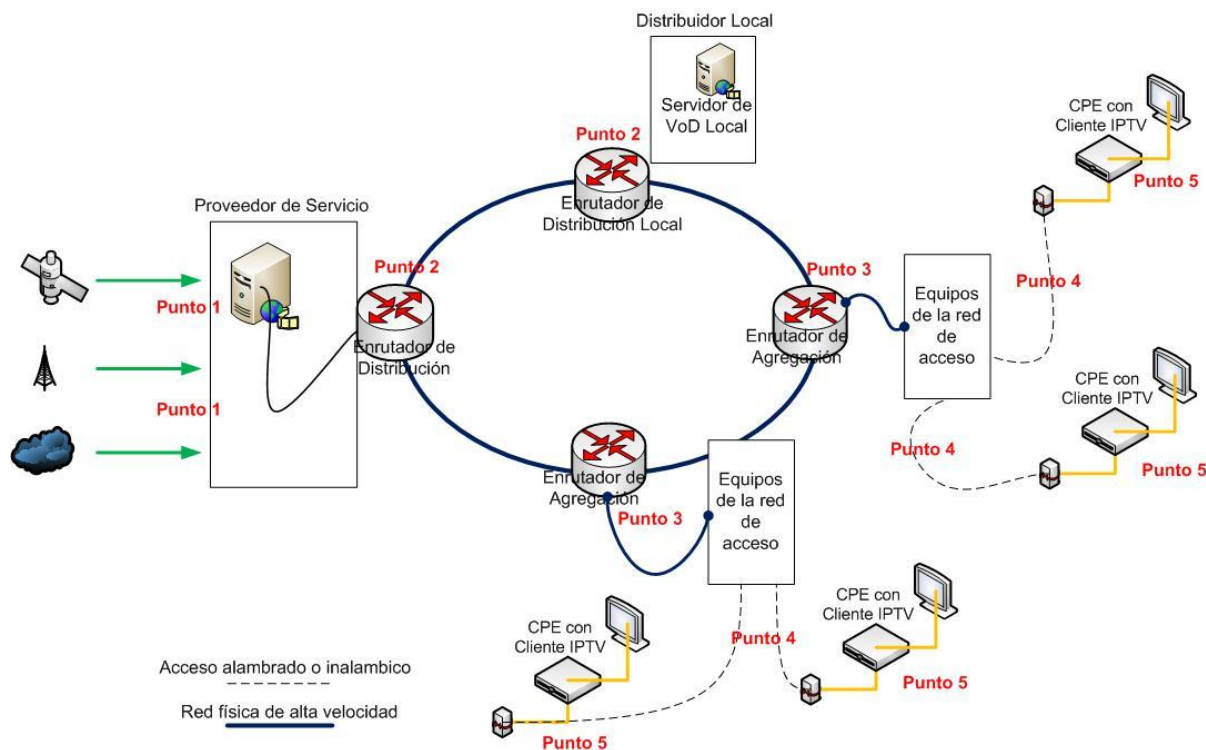 Distribuidor Local
Servidor de
VoD Local
Punto 2
Enrutador de
Distribución Local
Proveedor de Servicio
Punto 1
Punto 1
Punto 2
Enrutador de
Distribución
Punto 3
Enrutador de
Agregación
Equipos
de la red
de
acceso
CPE con
Cliente IPTV
Punto 5
Punto 4
CPE con
Cliente IPTV
Punto 4
Punto 5
Enrutador de
Agregación
Punto 3
Equipos
de la red
de
acceso
CPE con
Cliente IPTV
Punto 4
Punto 5
CPE con
Cliente IPTV
Punto 5
Acceso alambrado o inalambico
Red física de alta velocidad